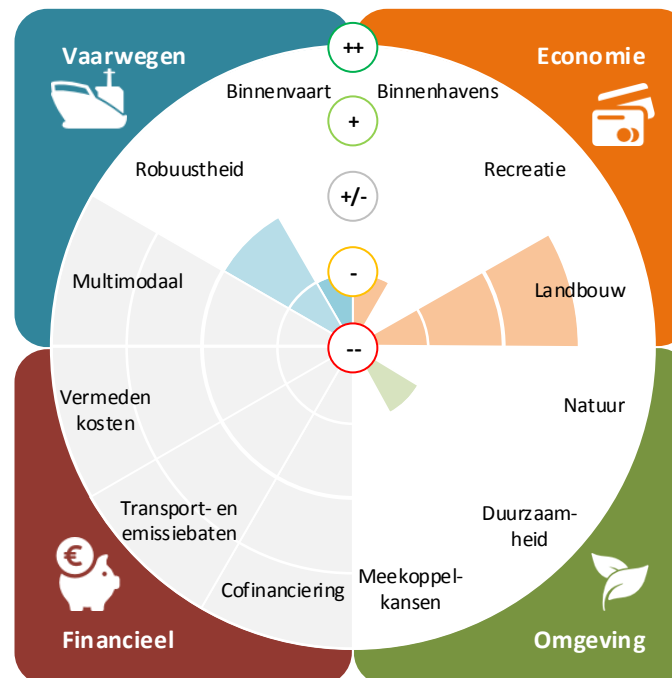 Vaarwegen
++
Economie
Binnenvaart
Binnenhavens
+
Robuustheid
Recreatie
+/-
Multimodaal
-
Landbouw
--
Vermeden
kosten
Natuur
Transport- en
emissiebaten
Duurzaam-
heid
Cofinanciering
Meekoppel-
kansen
€
Financieel
Omgeving